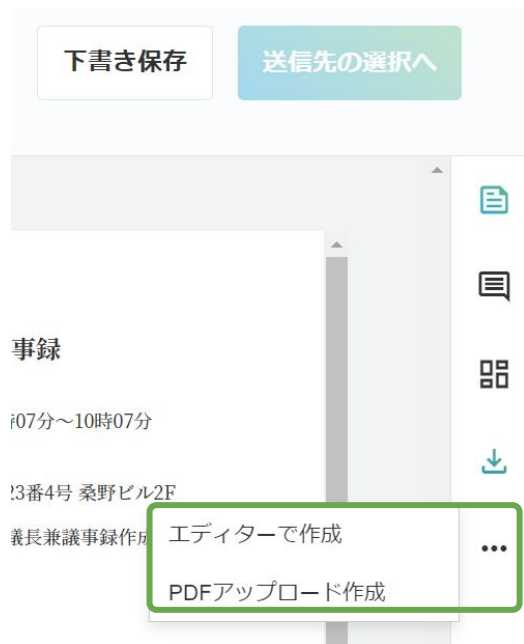 下書き保存
送信先の選択へ
事録
07分～10時07分
23番4号 桑野ビル2F
議長兼議事録作成
エディターで作成
PDFアップロード作成